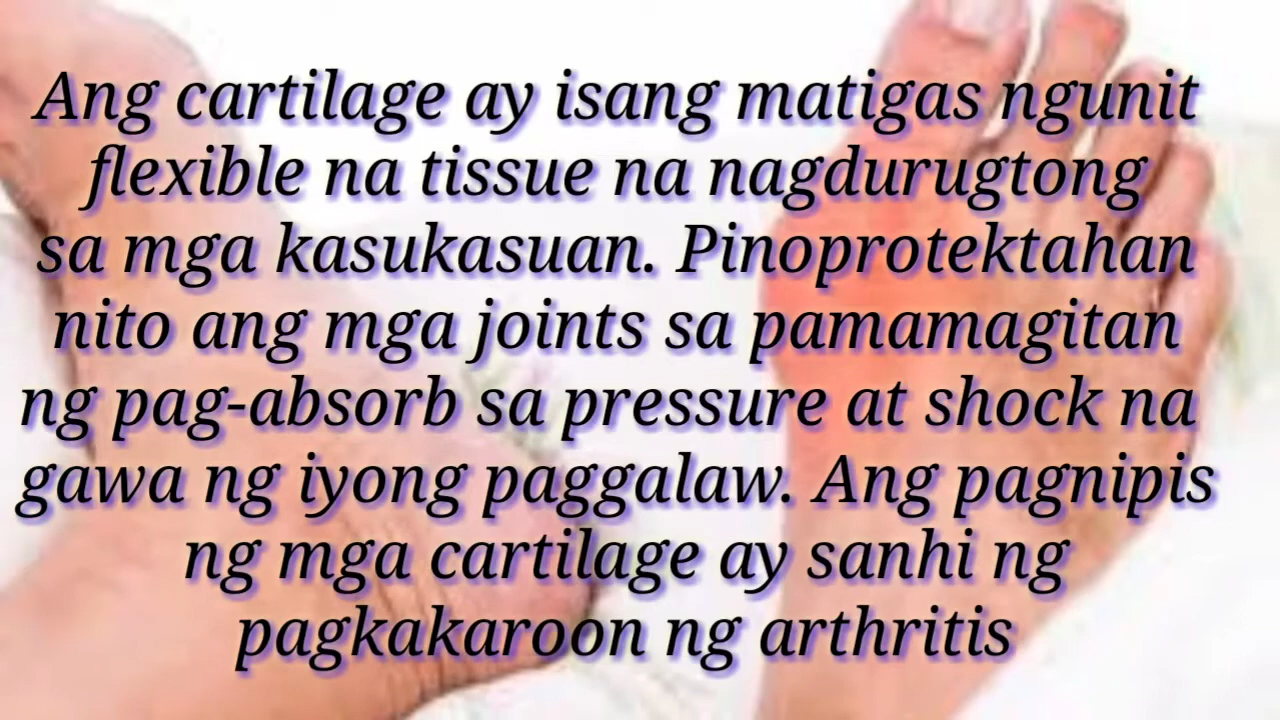 Ang cartilage ay isang matigas ngunit
flexible na tissue na nagdurugtong
sa mga kasukasuan. Pinoprotektahan
nito ang mga joints sa pamamagitan
ng pag-absorb sa pressure at shock na
gawa ng iyong paggalaw. Ang pagnipis
ng mga cartilage ay sanhi ng
pagkakaroon ng arthritis